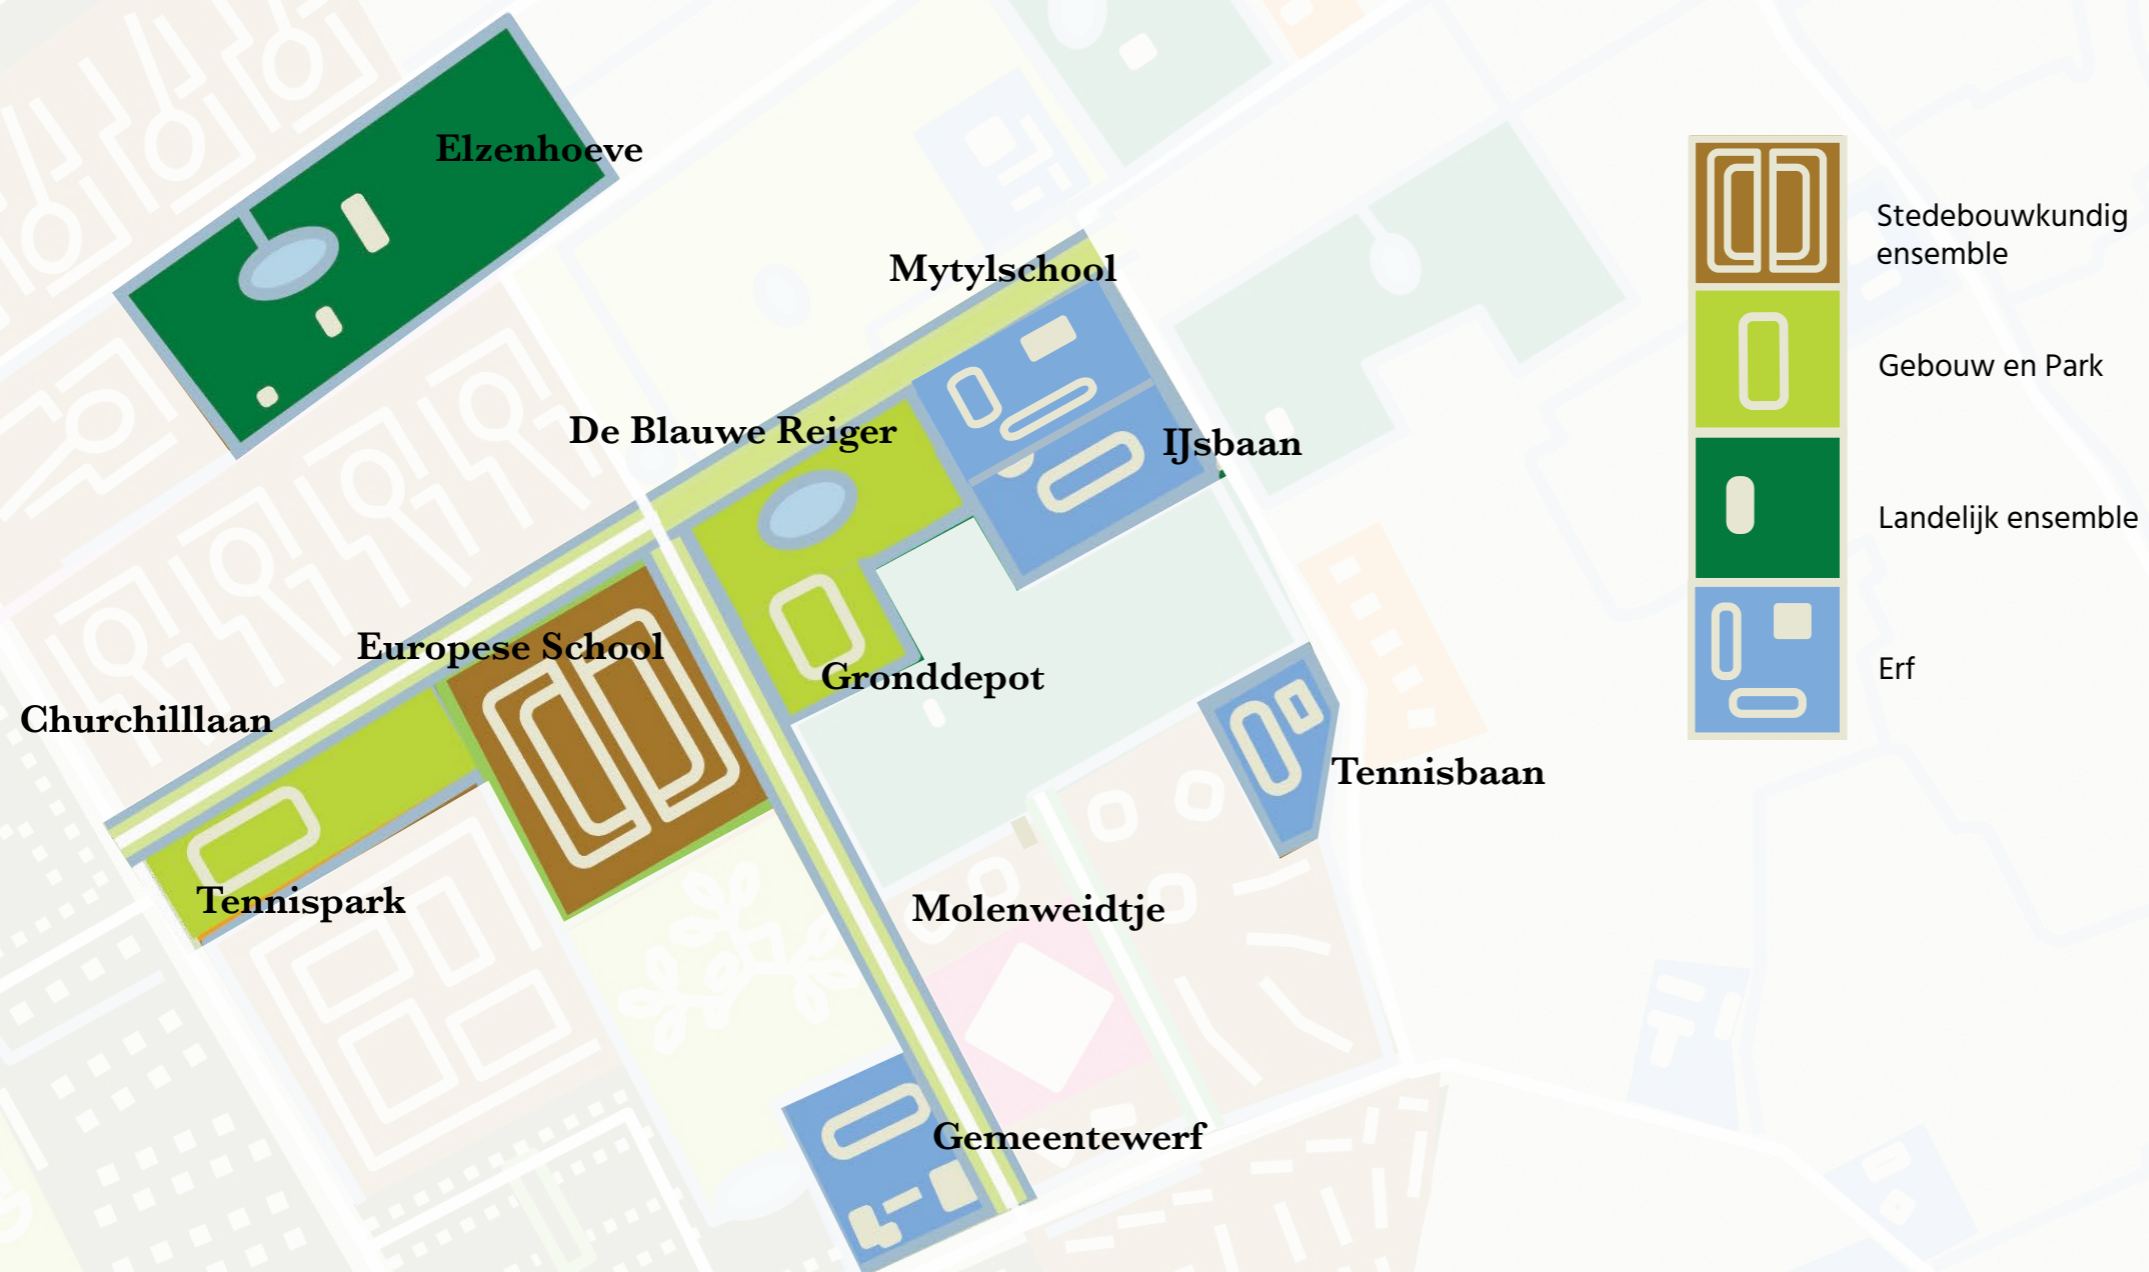 Elzenhoeve
Stedebouwkundig
ensemble
Mytylschool
Gebouw en Park
De Blauwe Reiger
IJsbaan
Landelijk ensemble
Europese School
Gronddepot
Erf
Churchilllaan
Tennisbaan
Tennispark
Molenweidtje
Gemeentewerf